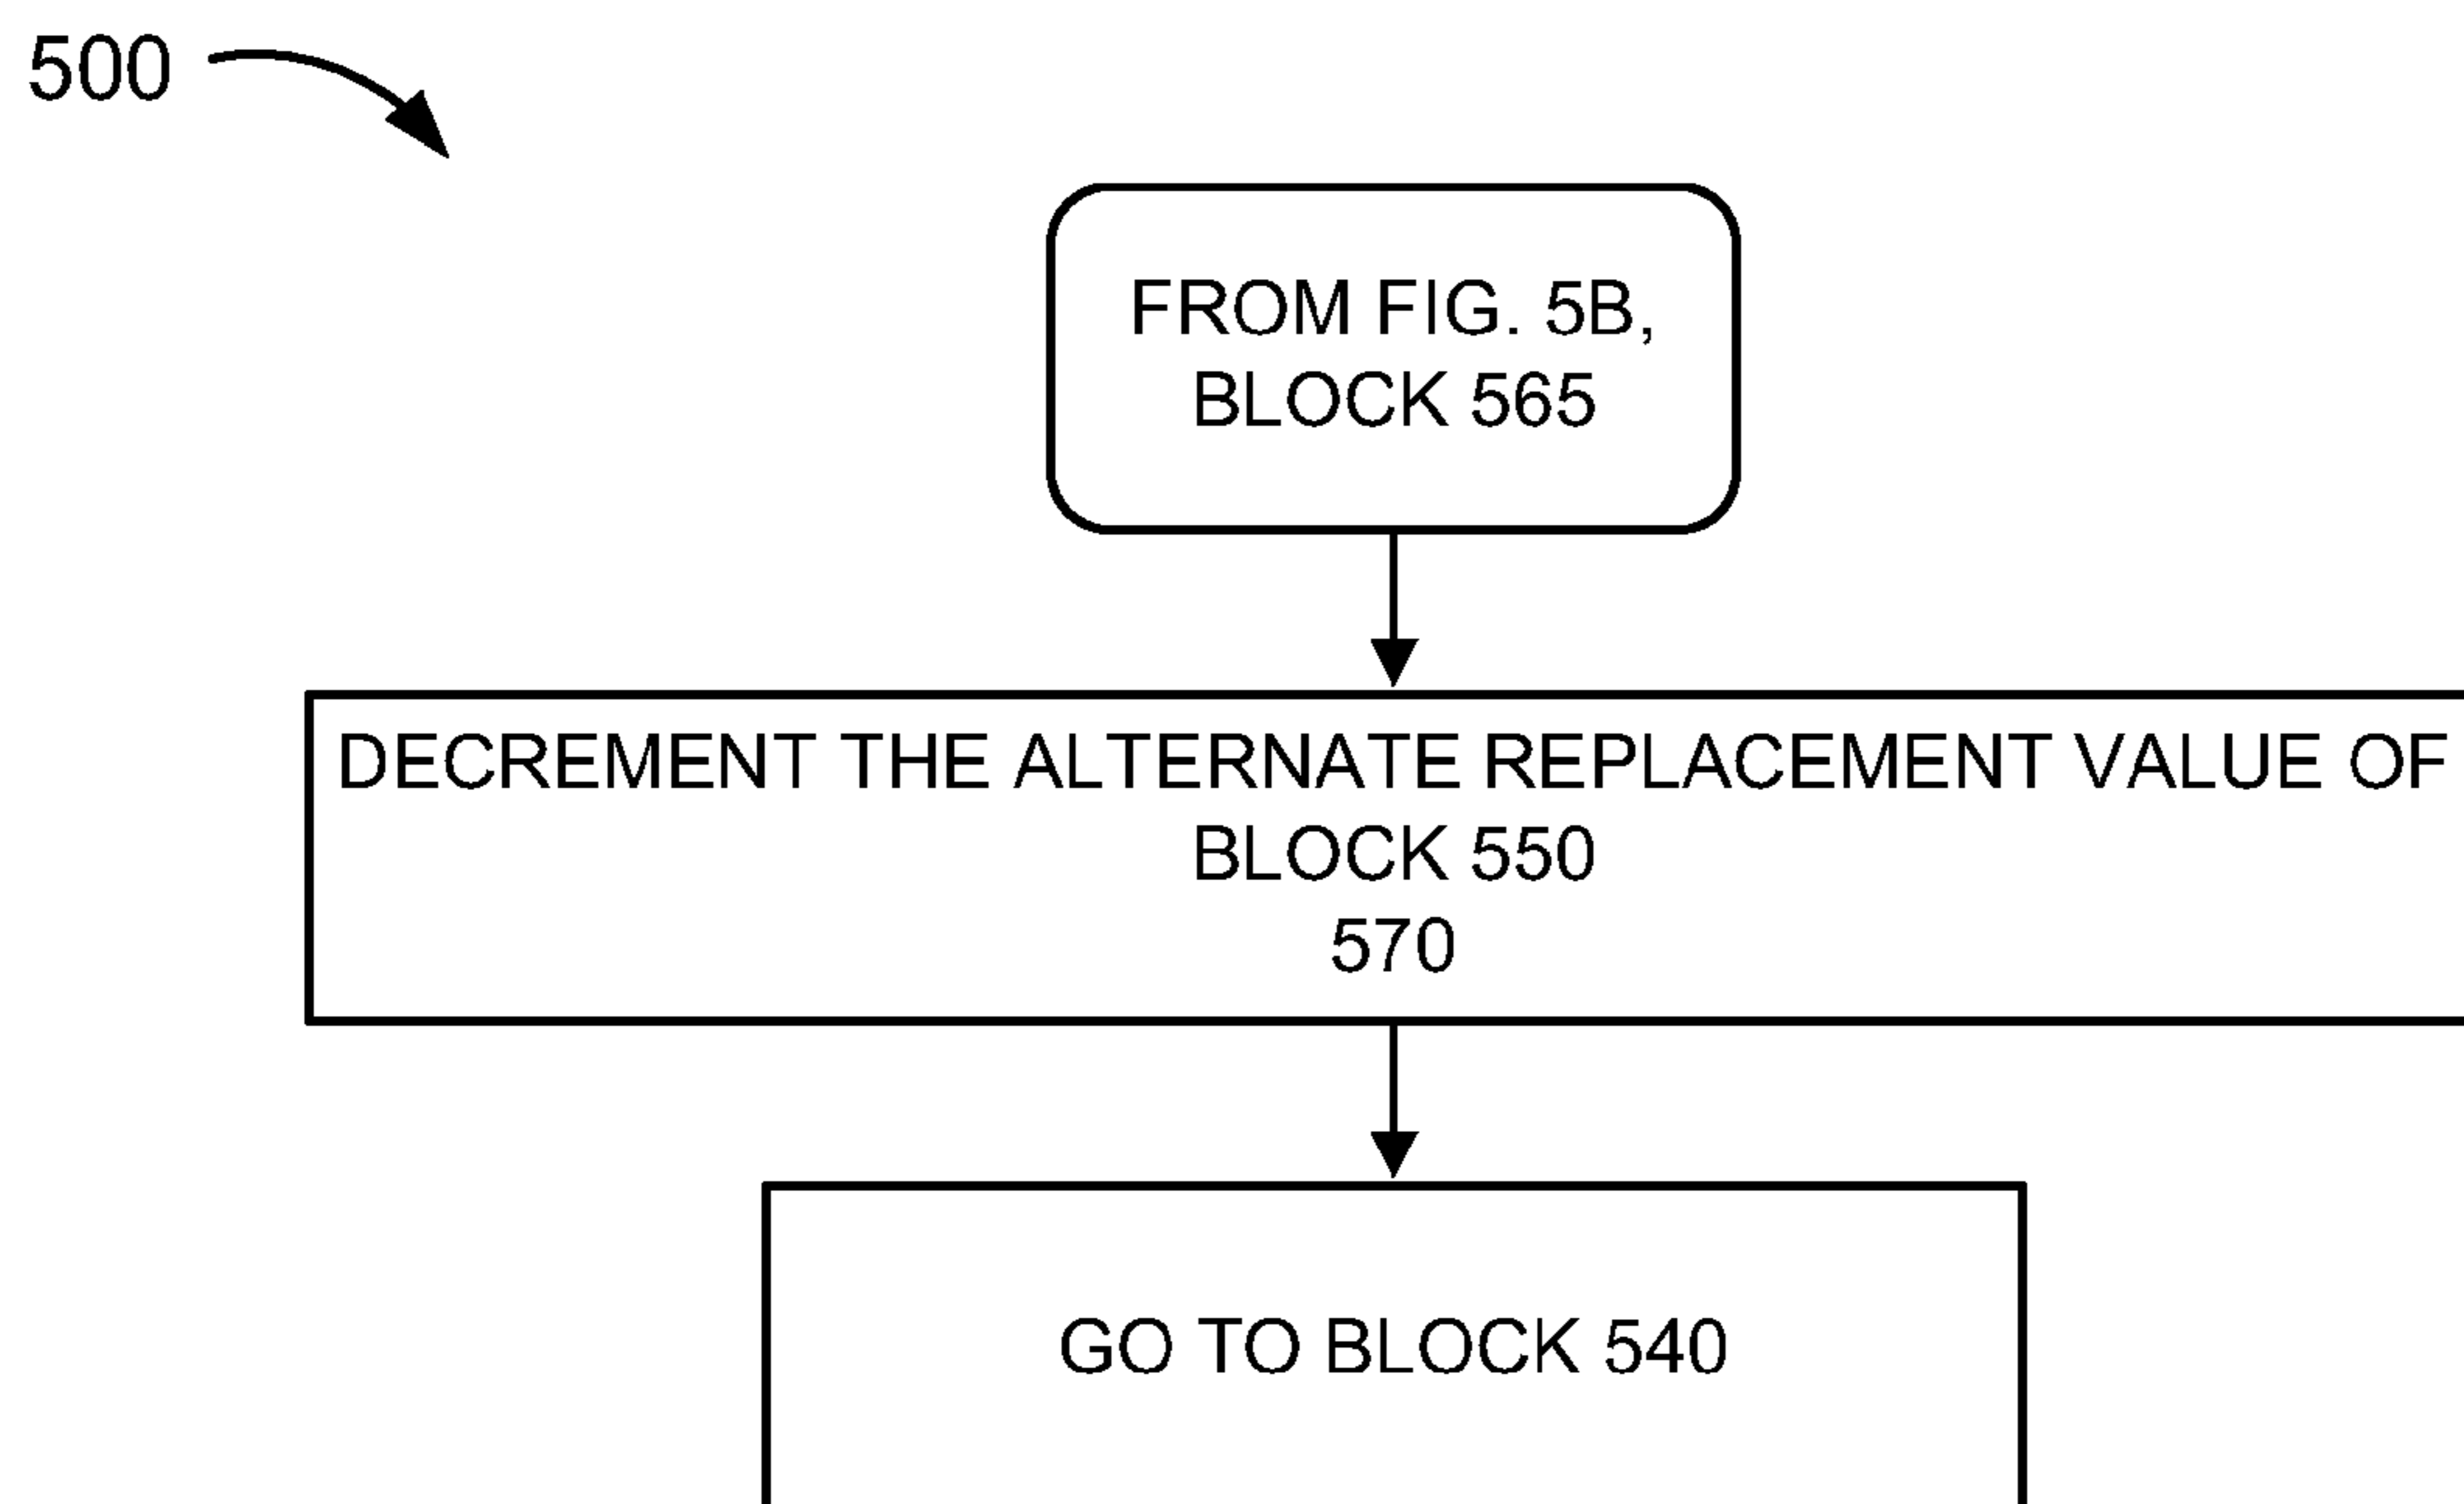 500
FROM FIG. 5B,
BLOCK 565
DECREMENT THE ALTERNATE REPLACEMENT VALUE OF
BLOCK 550
570
GO TO BLOCK 540